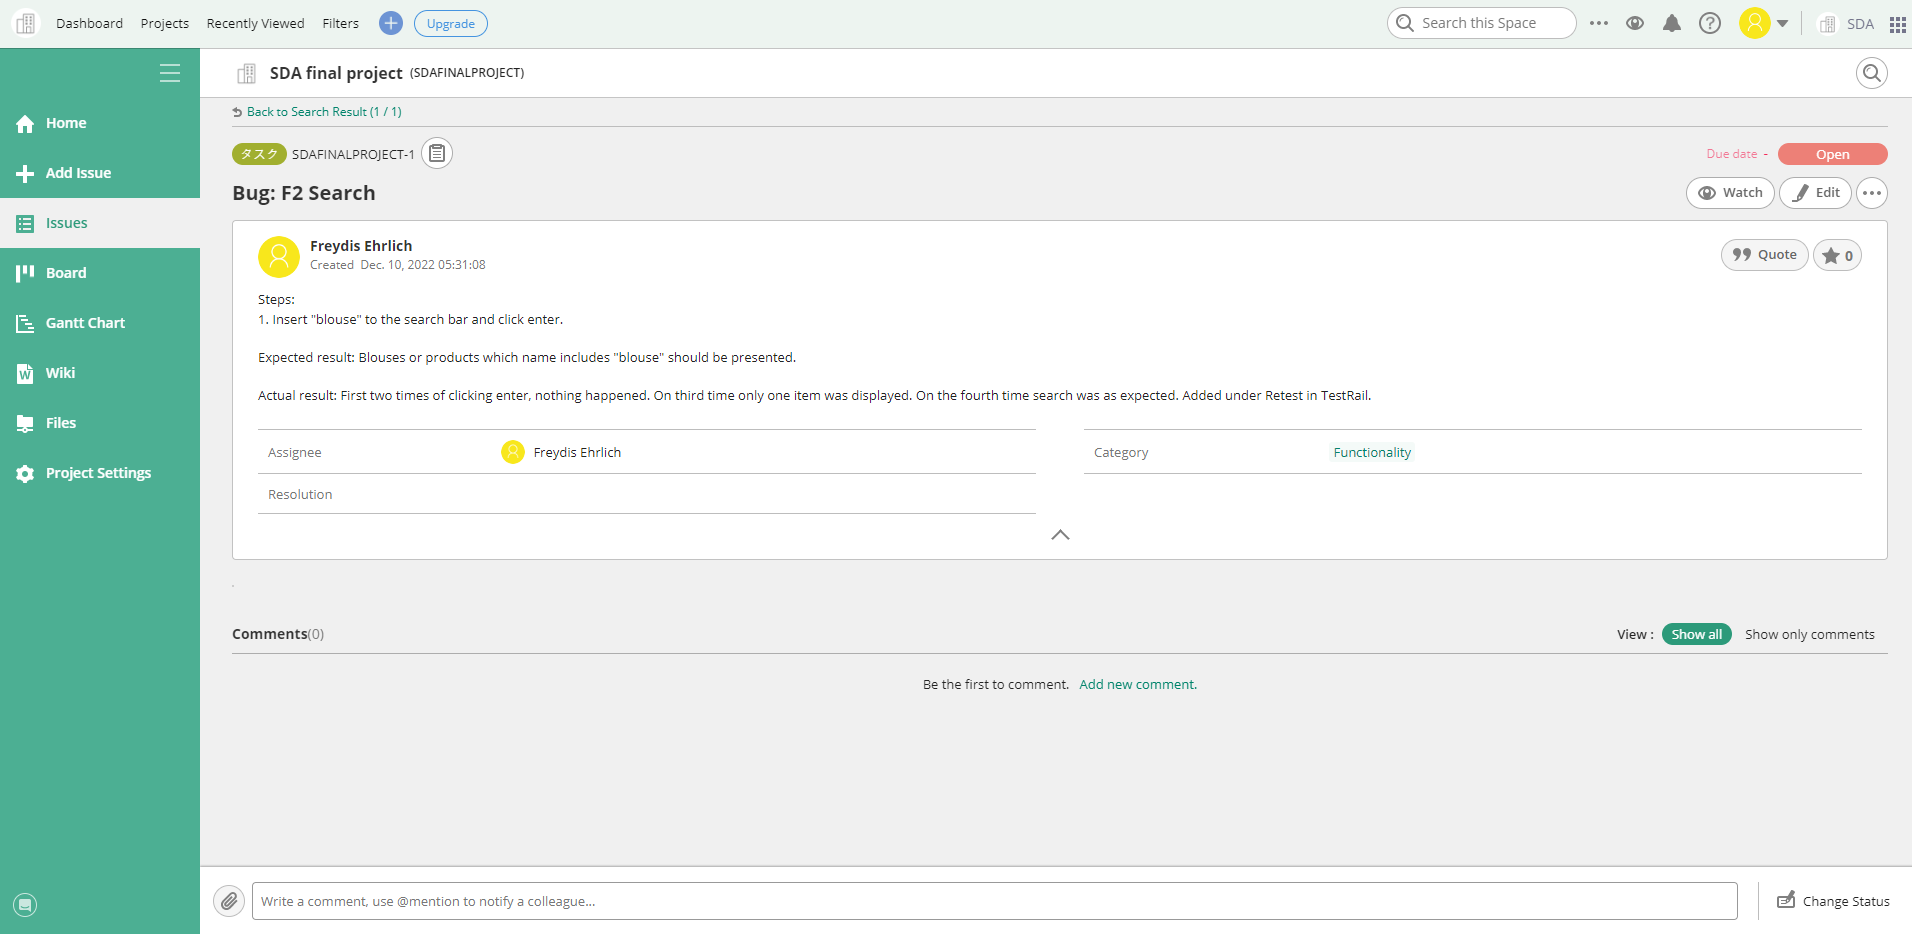 Dashboard Projects Recently Viewed Filters Upgrade Search this Space SDA
SDA final project (SDAFINALPROJECT)
Home
Add Issue
Issues
Board
Gantt Chart
Wiki
Files
Project Settings
Back to Search Result (1 / 1)
タスク SDAFINALPROJECT-1 Due date - Open
Bug: F2 Search Watch Edit
Freydis Ehrlich
Created Dec. 10, 2022 05:31:08 Quote 0
Steps:
1. Insert "blouse" to the search bar and click enter.
Expected result: Blouses or products which name includes "blouse" should be presented.
Actual result: First two times of clicking enter, nothing happened. On third time only one item was displayed. On the fourth time search was as expected. Added under Retest in TestRail.
Assignee Freydis Ehrlich Category Functionality
Resolution
Comments(0) View : Show all Show only comments
Be the first to comment. Add new comment.
Write a comment, use @mention to notify a colleague... Change Status